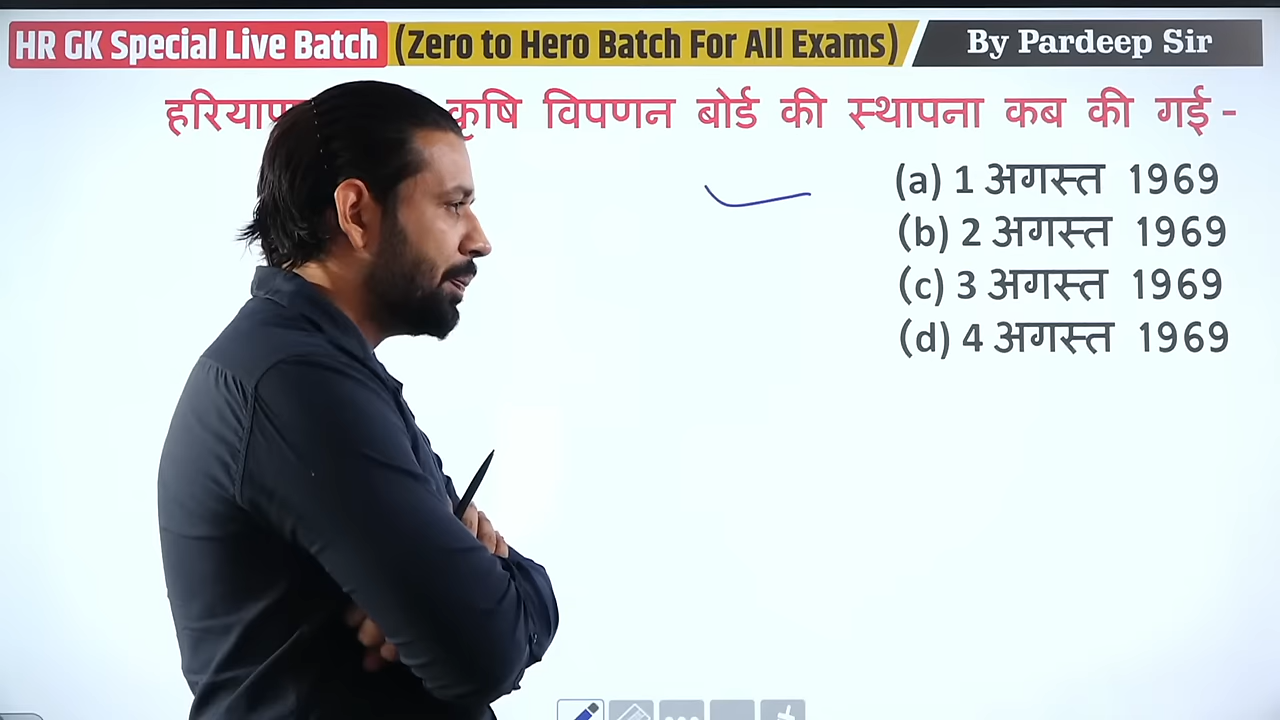 HR GK Special Live Batch (Zero to Hero Batch For All Exams) By Pardeep Sir
कृषि विपणन बोर्ड की स्थापना कब की गई -
(a) 1 अगस्त 1969
(b) 2 अगस्त 1969
(c) 3 अगस्त 1969
(d) 4 अगस्त 1969